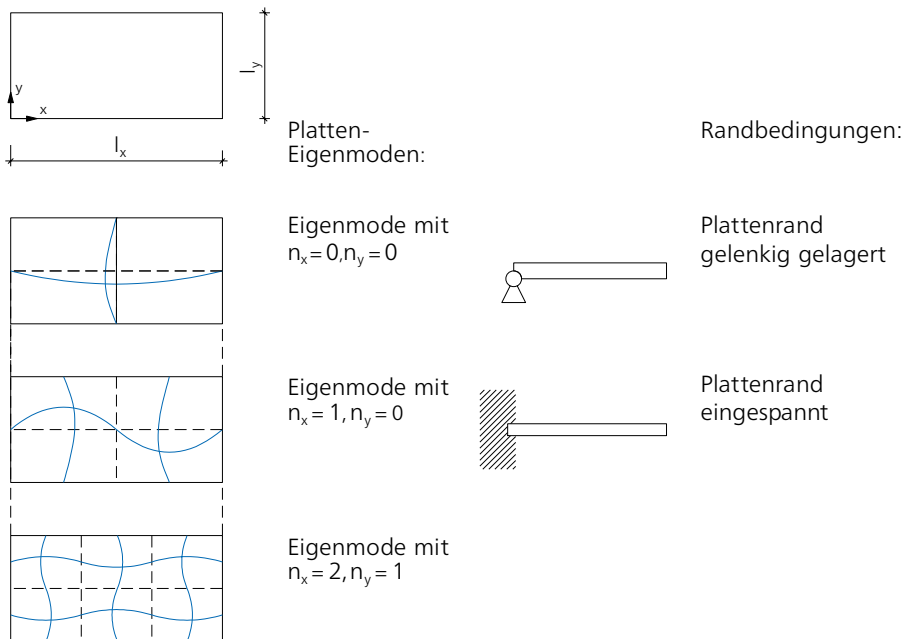 y
x
l_x
l_y
Platten-
Eigenmoden:
Randbedingungen:
Eigenmode mit
n_x = 0, n_y = 0
Plattenrand
gelenkig gelagert
Eigenmode mit
n_x = 1, n_y = 0
Plattenrand
eingespannt
Eigenmode mit
n_x = 2, n_y = 1